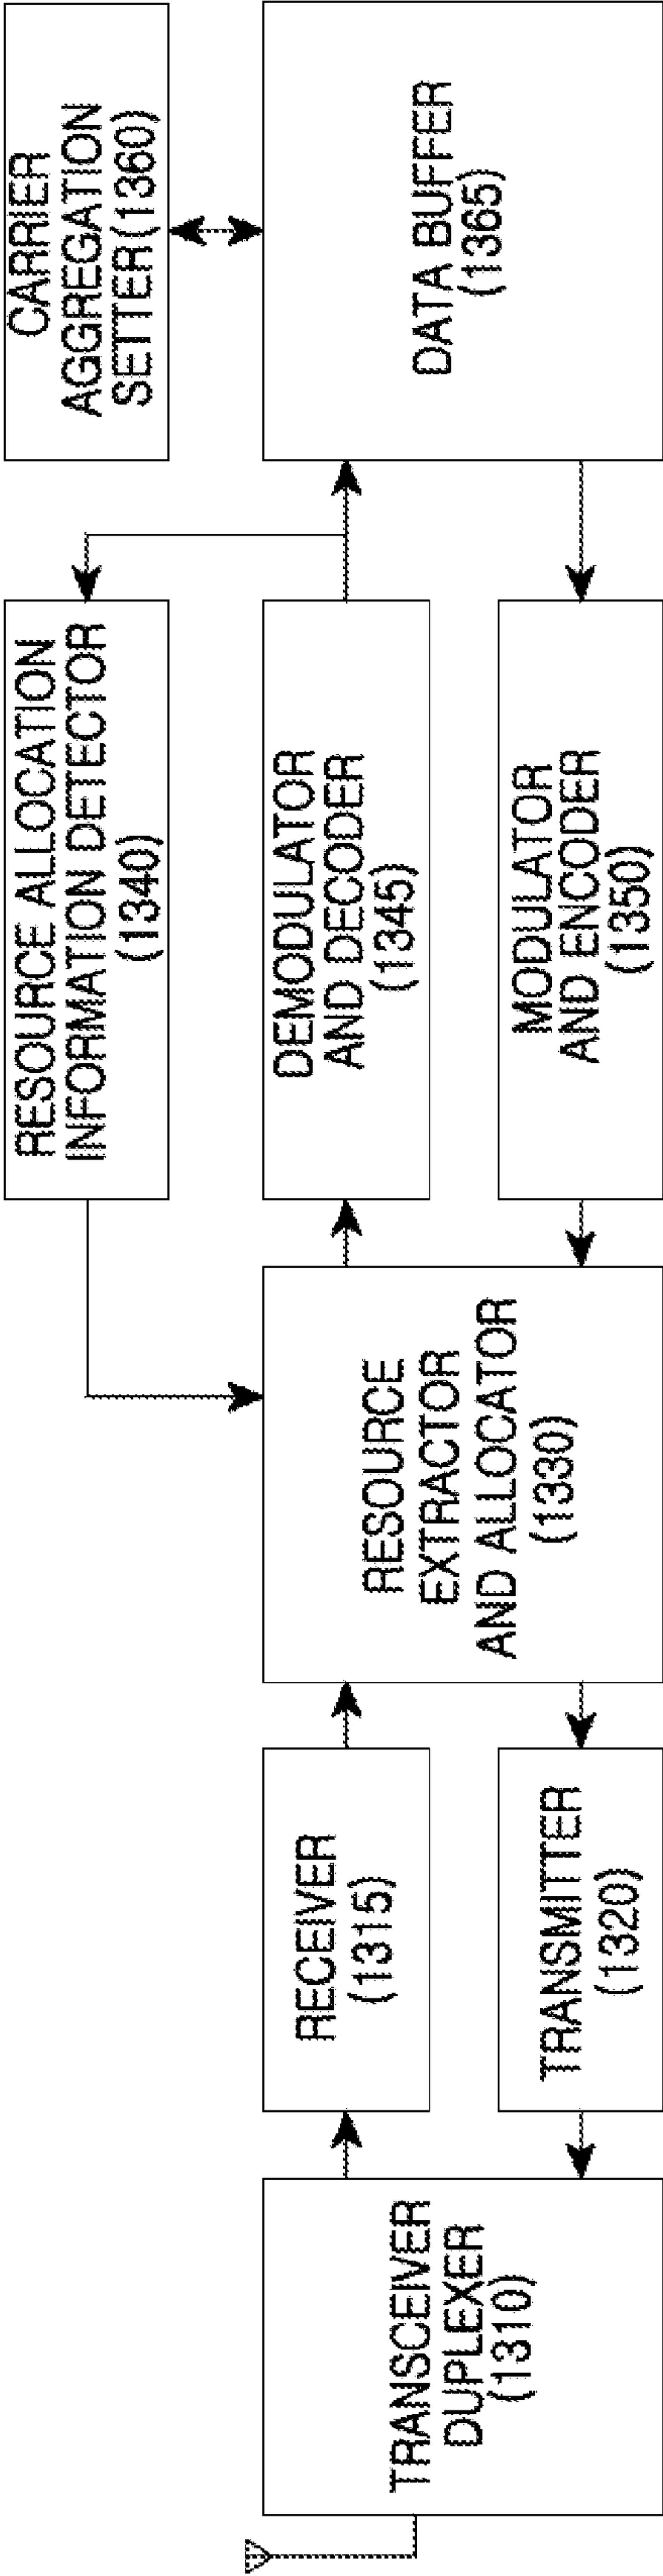 RESOURCE ALLOCATION
INFORMATION DETECTOR
(1340)
CARRIER
AGGREGATION
SETTER(1360)
TRANSCEIVER
DUPLEXER
(1310)
RECEIVER
(1315)
RESOURCE
EXTRACTOR
AND ALLOCATOR
(1330)
DEMODULATOR
AND DECODER
(1345)
DATA BUFFER
(1365)
TRANSMITTER
(1320)
MODULATOR
AND ENCODER
(1350)